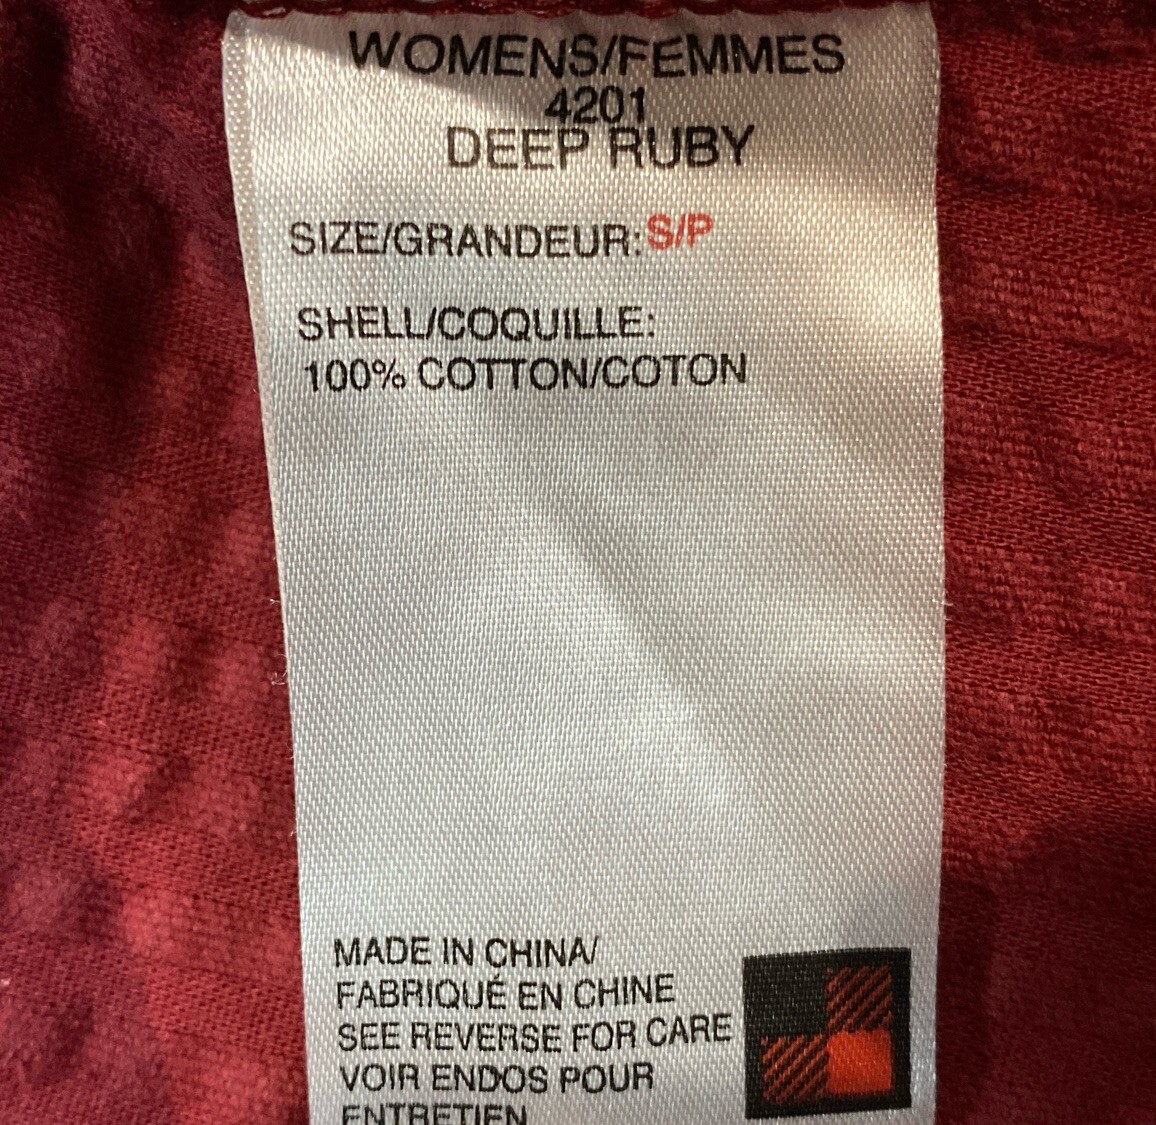 WOMENS/FEMMES
4201
DEEP RUBY
SIZE/GRANDEUR: S/P
SHELL/COQUILLE:
100% COTTON/COTON
MADE IN CHINA/
FABRIQUÉ EN CHINE
SEE REVERSE FOR CARE
VOIR ENDOS POUR
ENTRETIEN